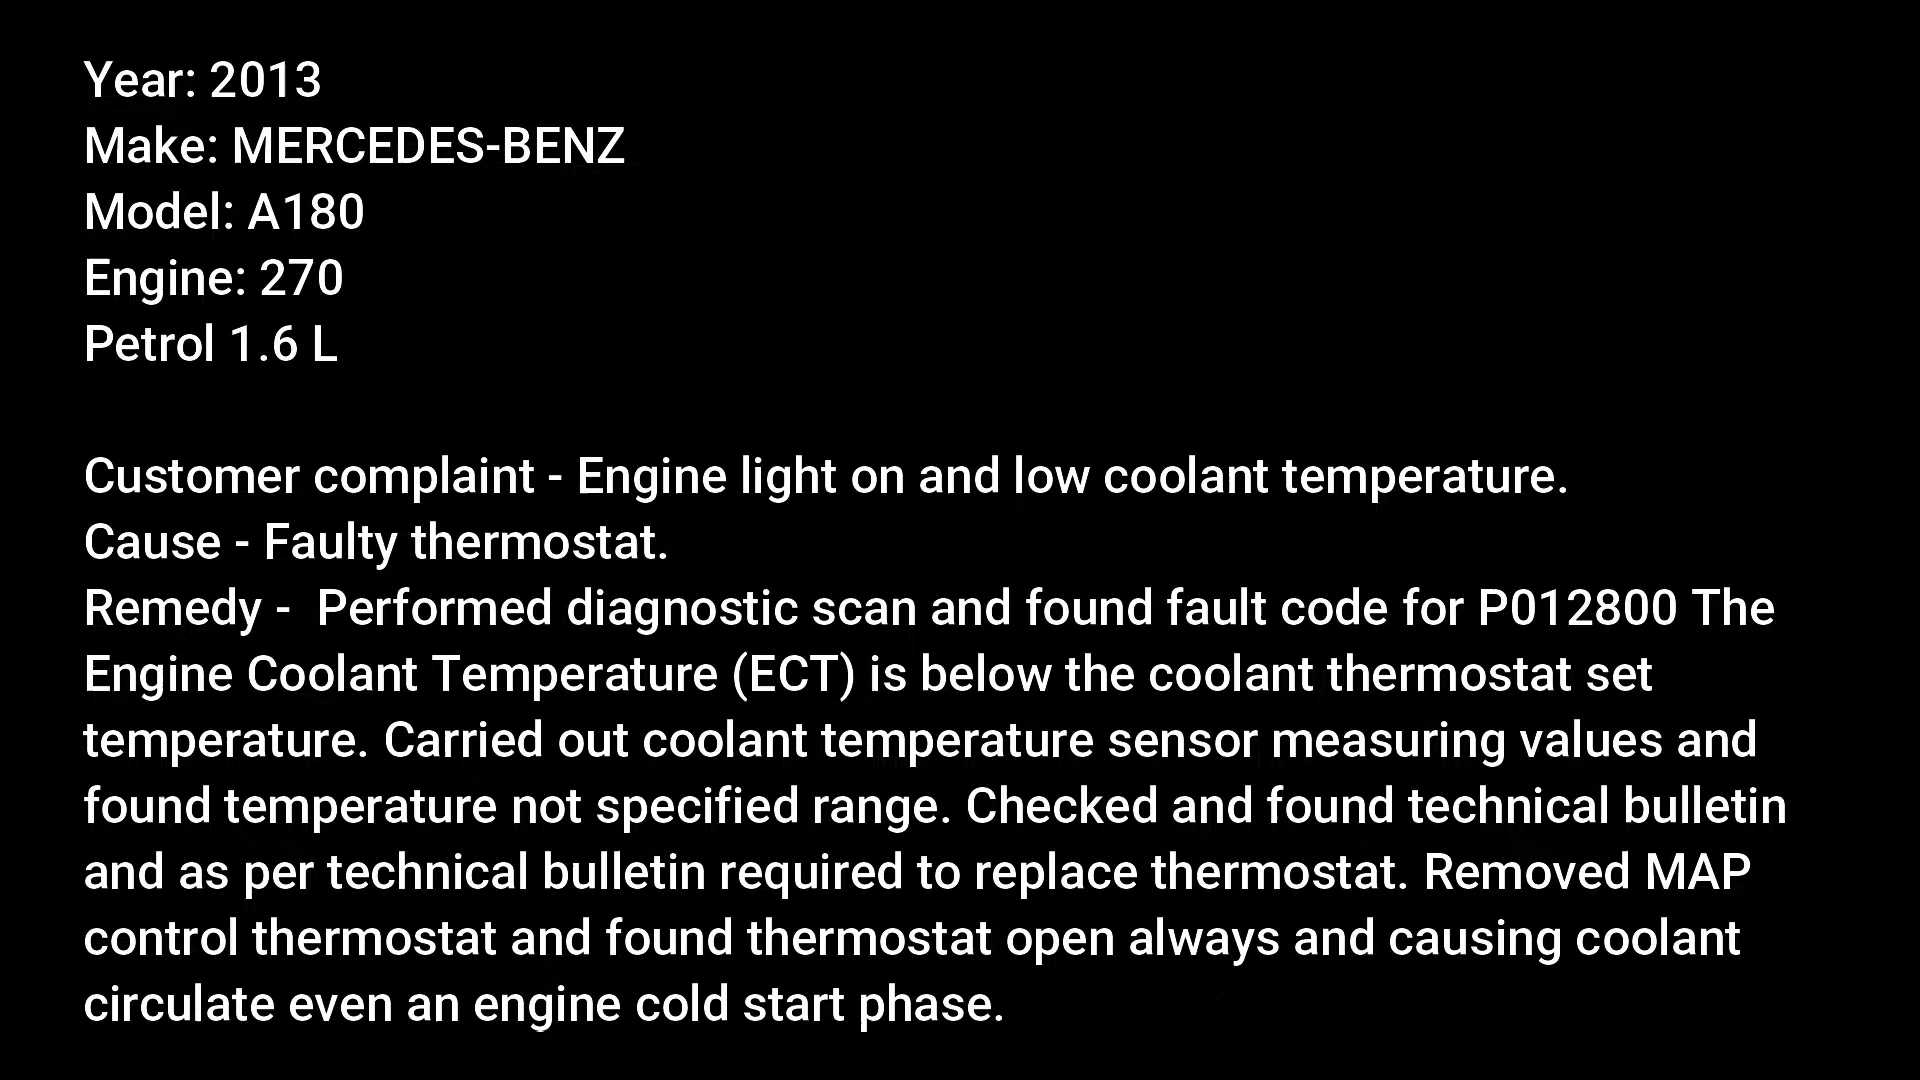 Year: 2013
Make: MERCEDES-BENZ
Model: A180
Engine: 270
Petrol 1.6 L
Customer complaint - Engine light on and low coolant temperature.
Cause - Faulty thermostat.
Remedy -  Performed diagnostic scan and found fault code for P012800 The
Engine Coolant Temperature (ECT) is below the coolant thermostat set
temperature. Carried out coolant temperature sensor measuring values and
found temperature not specified range. Checked and found technical bulletin
and as per technical bulletin required to replace thermostat. Removed MAP
control thermostat and found thermostat open always and causing coolant
circulate even an engine cold start phase.